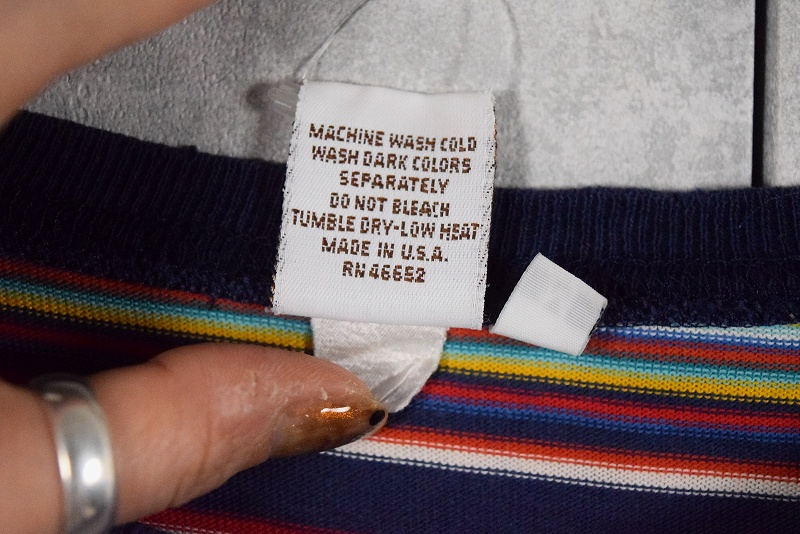 MACHINE WASH COLD
WASH DARK COLORS
SEPARATELY
DO NOT BLEACH
TUMBLE DRY-LOW HEAT
MADE IN U.S.A.
RN 46652